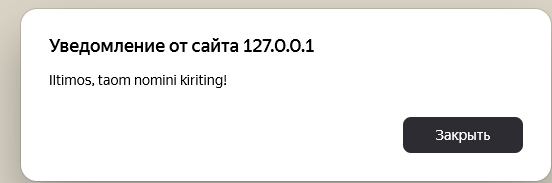 Уведомление от сайта 127.0.0.1
Iltimos, taom nomini kiriting!
Закрыть